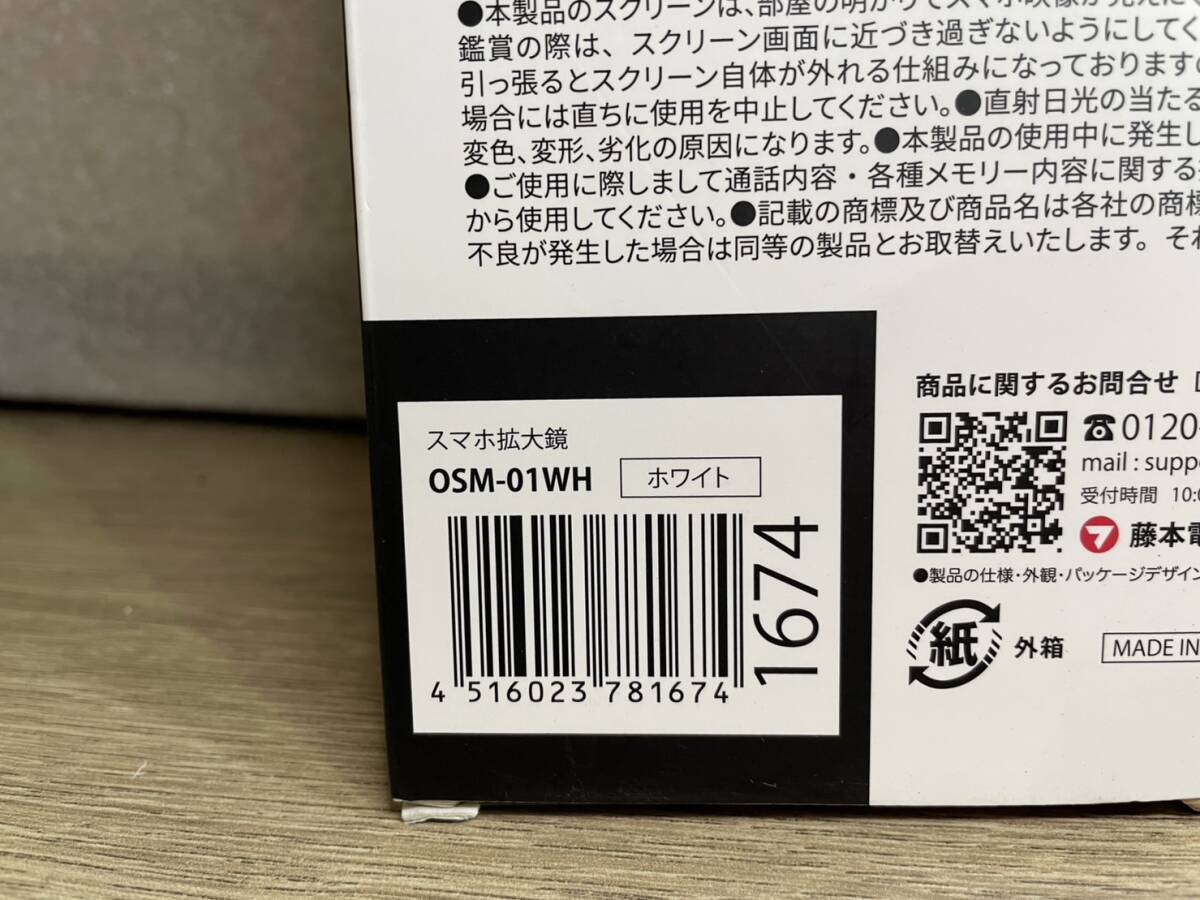 ●本製品のスクリーンは、部屋の明かりでスマホ映像が見えに
鑑賞の際は、スクリーン画面に近づき過ぎないようにしてく
引っ張るとスクリーン自体が外れる仕組みになっておりますの
場合には直ちに使用を中止してください。●直射日光の当たる
変色、変形、劣化の原因になります。●本製品の使用中に発生し
●ご使用に際しまして通話内容・各種メモリー内容に関する
から使用してください。●記載の商標及び商品名は各社の商標
不良が発生した場合は同等の製品とお取替えいたします。それ
スマホ拡大鏡
OSM-01WH ホワイト
4 516023 781674
1674
商品に関するお問合せ
☎0120-
mail : suppo
受付時間 10:0
藤本電
●製品の仕様・外観・パッケージデザイン
紙 外箱
MADE IN